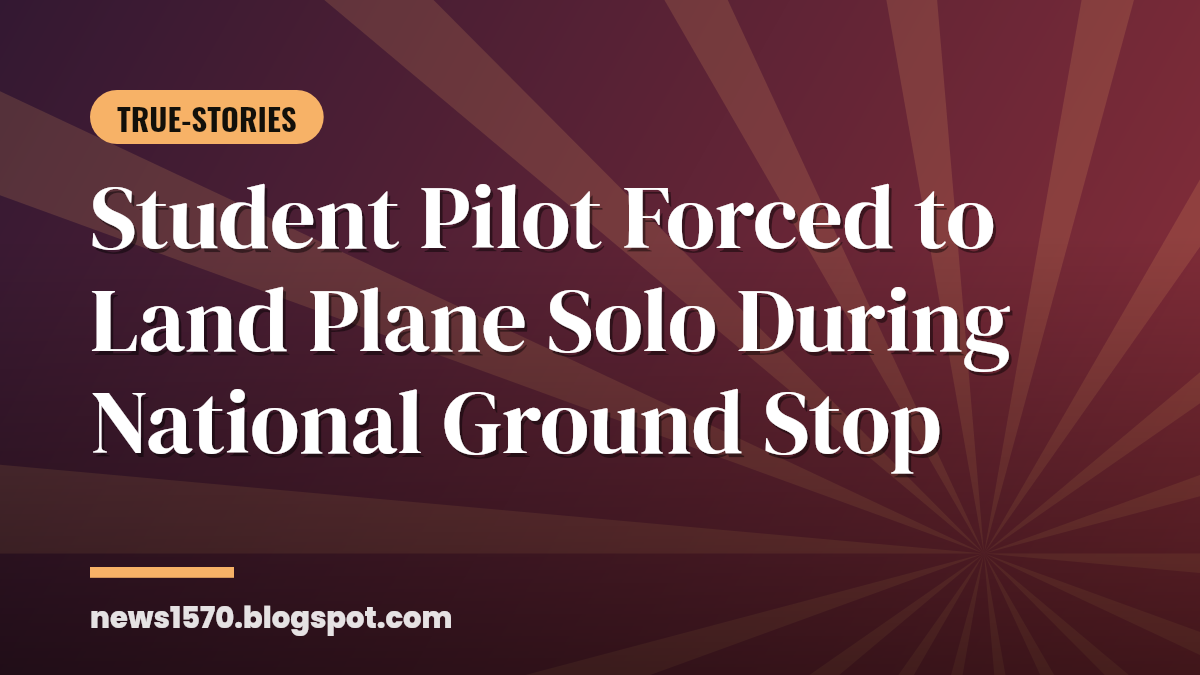 TRUE-STORIES
Student Pilot Forced to
Land Plane Solo During
National Ground Stop
news1570.blogspot.com